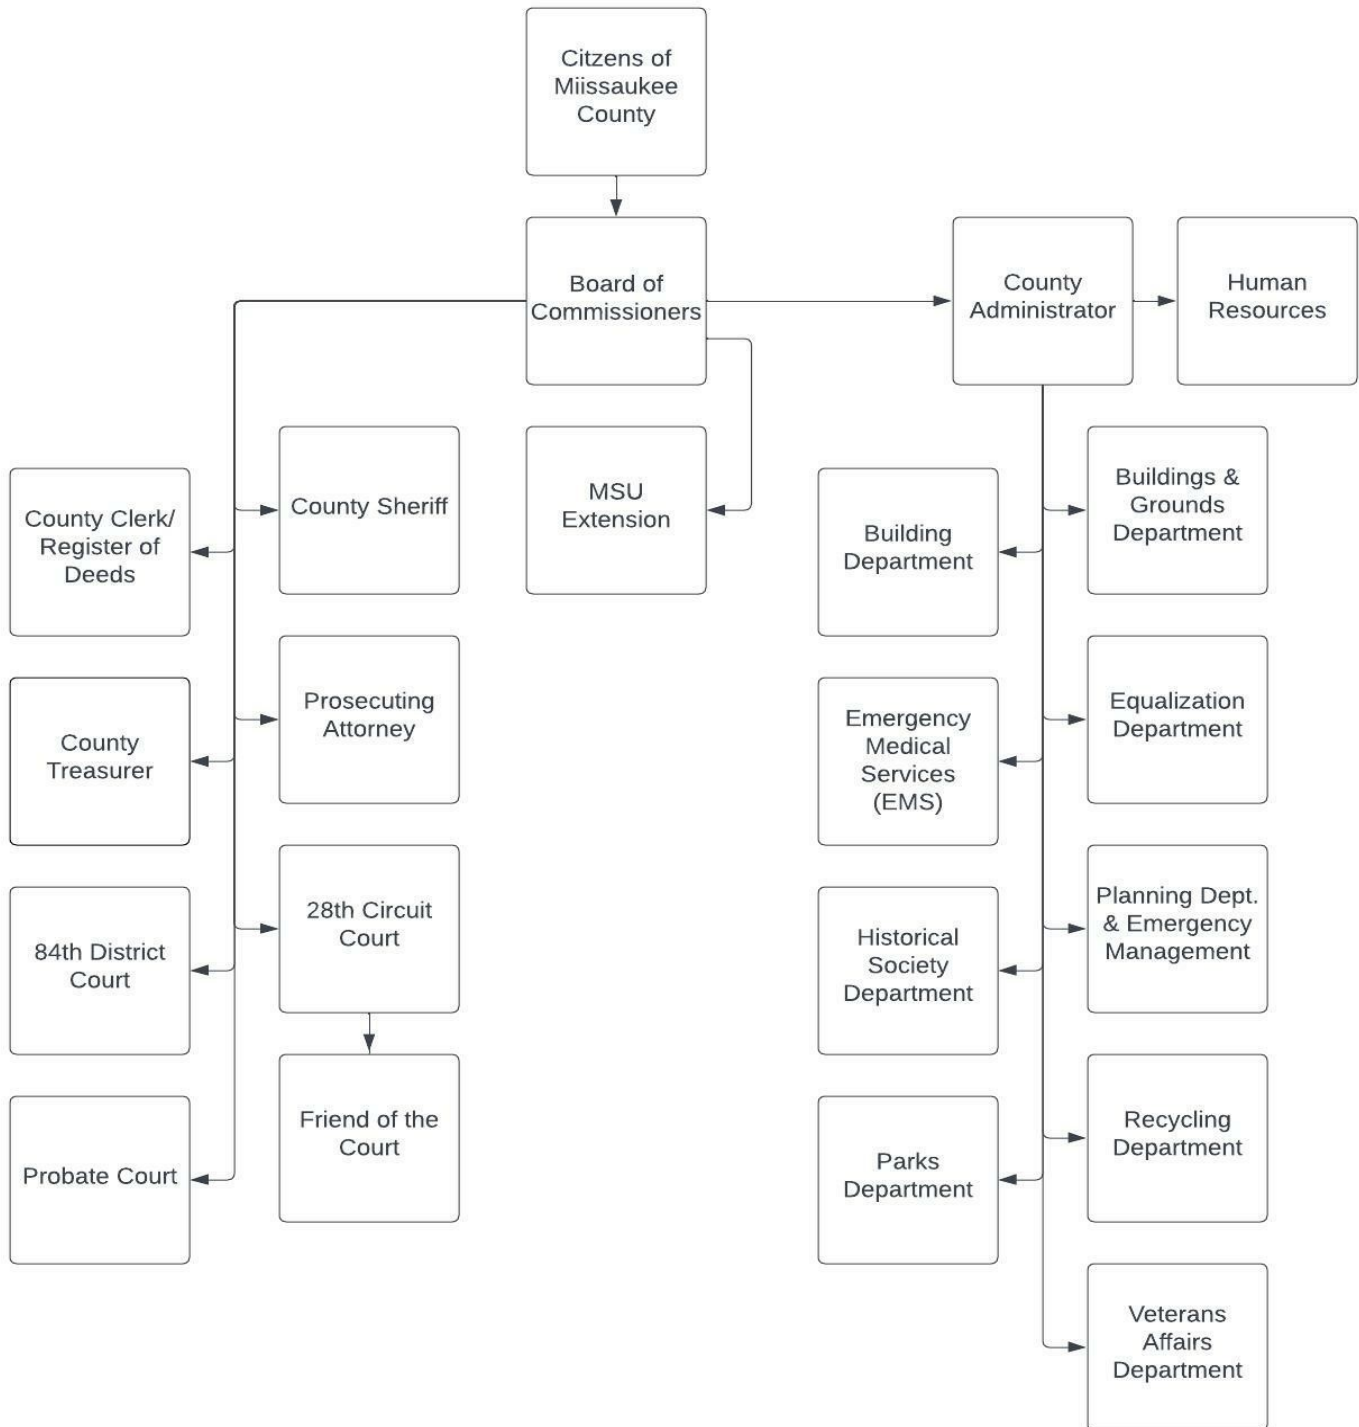 Citzens of
Miissaukee
County
Board of
Commissioners
County
Administrator
Human
Resources
County Clerk/
Register of
Deeds
County Sheriff
MSU
Extension
Building
Department
Buildings &
Grounds
Department
County
Treasurer
Prosecuting
Attorney
Emergency
Medical
Services
(EMS)
Equalization
Department
84th District
Court
28th Circuit
Court
Historical
Society
Department
Planning Dept.
& Emergency
Management
Probate Court
Friend of the
Court
Parks
Department
Recycling
Department
Veterans
Affairs
Department